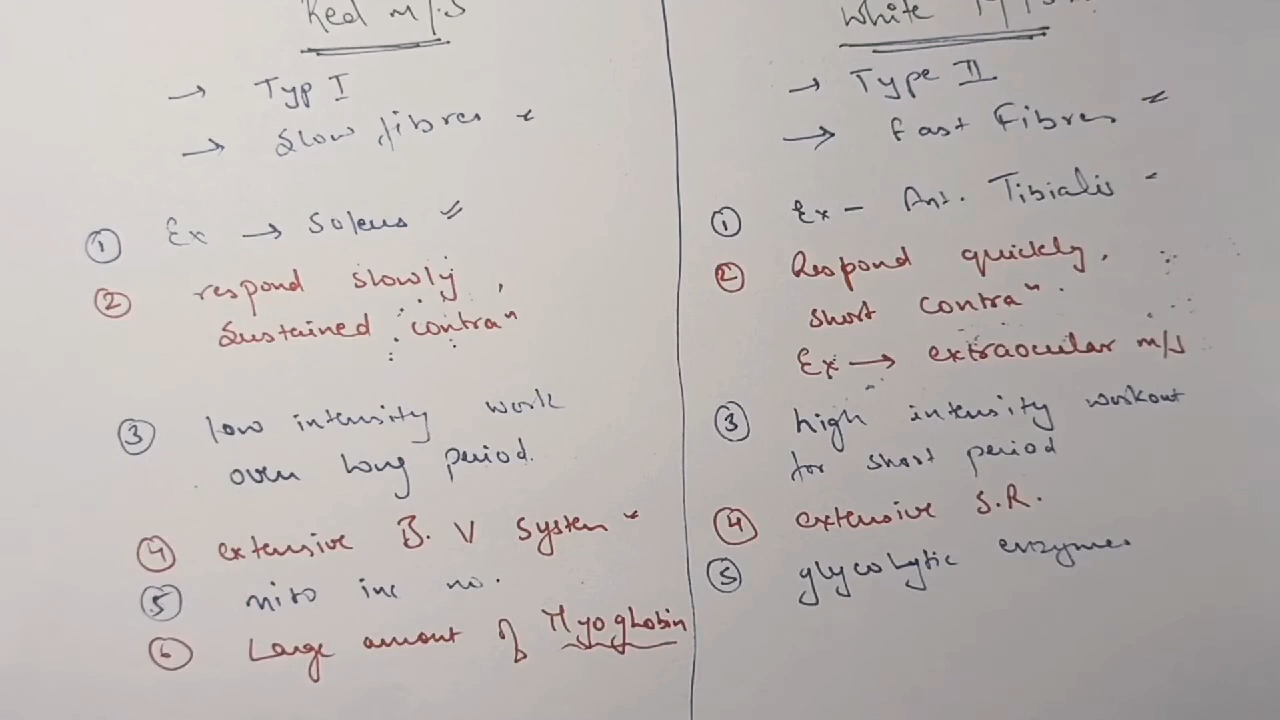 Red m/s
→ Typ I
→ Slow fibres
① Ex → Soleus
② respond slowly,
Sustained contraⁿ
③ low intensity work
over long period.
④ extensive B.V system
⑤ mito inc no.
⑥ Large amount of Myoglobin
White
→ Type II
→ Fast Fibres
① Ex - Ant. Tibialis
② Respond quickly,
short contraⁿ.
Ex → extraocular m/s
③ high intensity workout
for short period
④ extensive S.R.
⑤ glycolytic enzymes